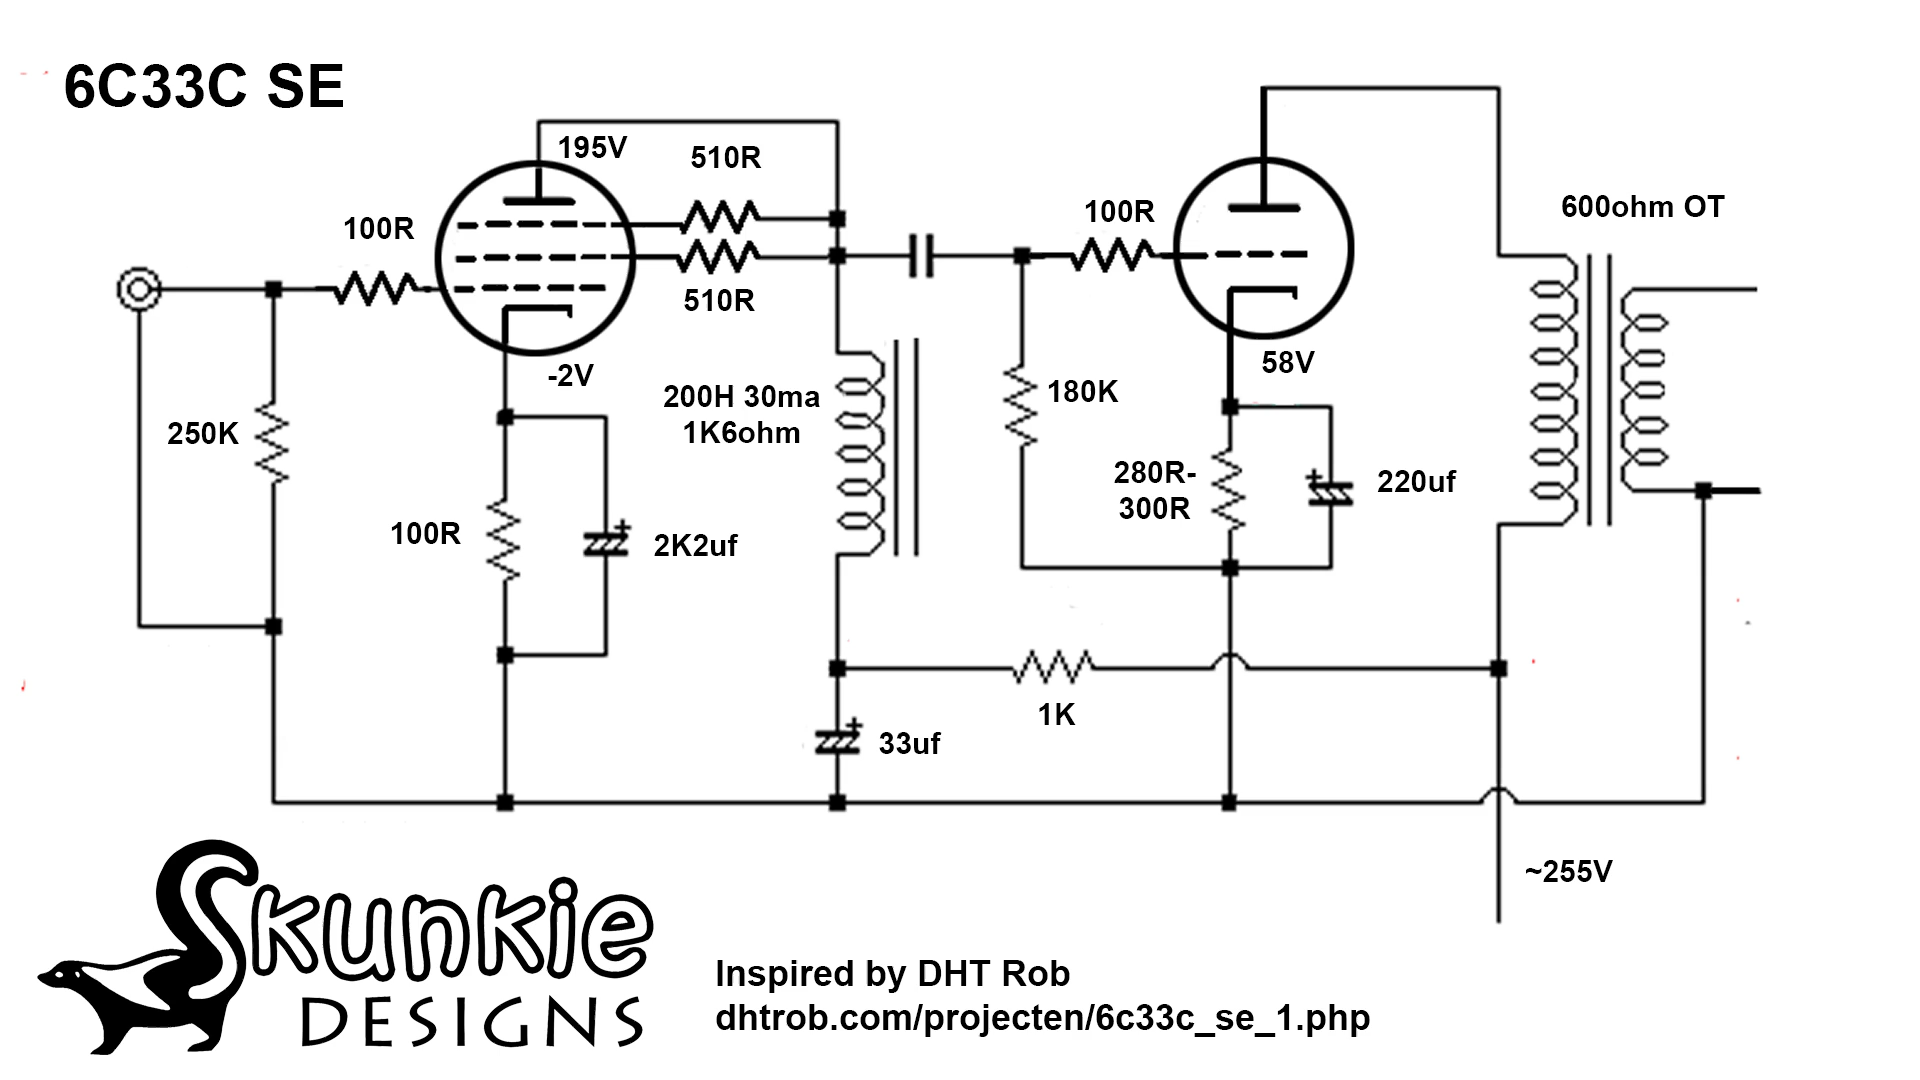 6C33C SE
195V
510R
100R
510R
-2V
250K
100R
2K2uf
200H 30ma
1K6ohm
100R
180K
58V
280R-
300R
220uf
600ohm OT
1K
33uf
~255V
Skunkie
DESIGNS
Inspired by DHT Rob
dhtrob.com/projecten/6c33c_se_1.php